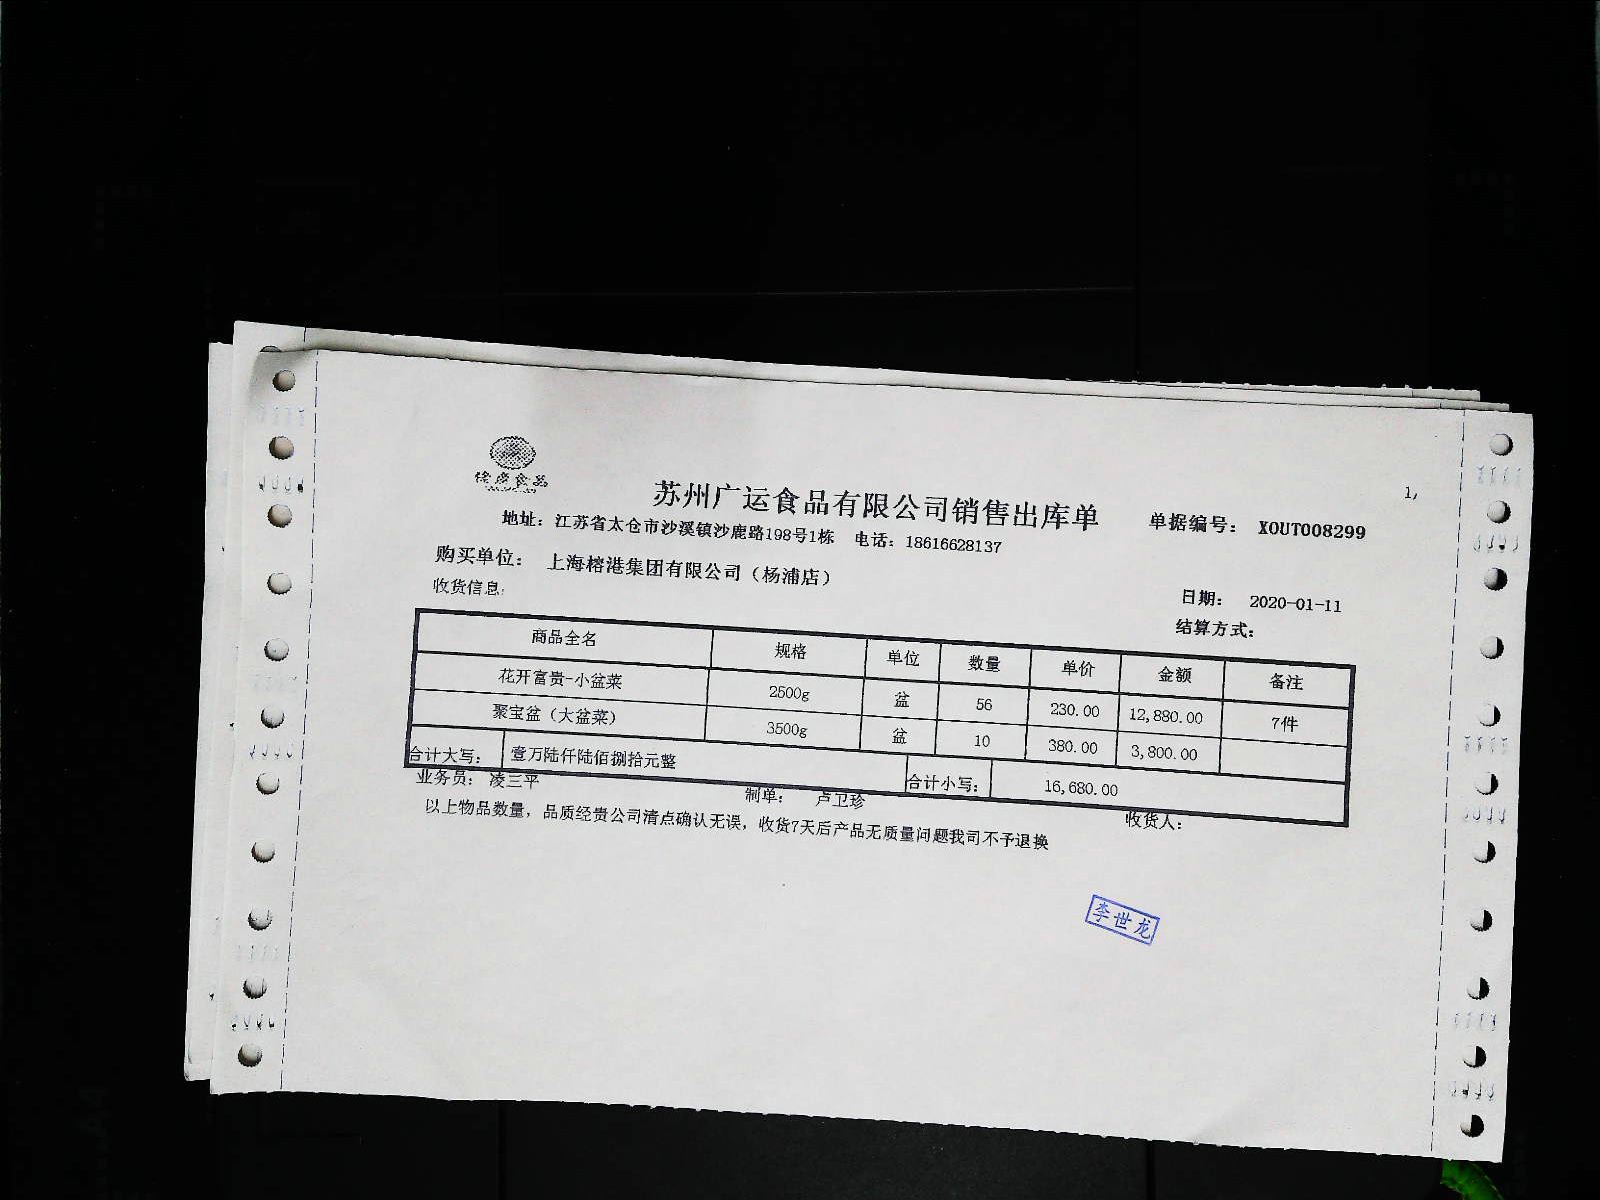 1,
苏州广运食品有限公司销售出库单
单据编号： XOUT008299
地址：江苏省太仓市沙溪镇沙鹿路198号1栋 电话：18616628137
购买单位： 上海榕港集团有限公司（杨浦店）
日期： 2020-01-11
收货信息:
结算方式:
商品全名 规格 单位 数量 单价 金额 备注
花开富贵-小盆菜 2500g 盆 56 230.00 12,880.00 7件
聚宝盆（大盆菜） 3500g 盆 10 380.00 3,800.00
合计大写： 壹万陆仟陆佰捌拾元整 合计小写： 16,680.00
业务员： 凌三平 制单： 卢卫珍 收货人：
以上物品数量，品质经贵公司清点确认无误，收货7天后产品无质量问题我司不予退换
李世龙